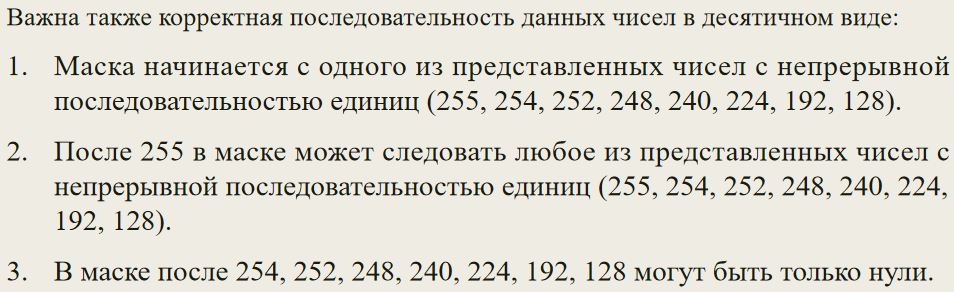 Важна также корректная последовательность данных чисел в десятичном виде:
1. Маска начинается с одного из представленных чисел с непрерывной
последовательностью единиц (255, 254, 252, 248, 240, 224, 192, 128).
2. После 255 в маске может следовать любое из представленных чисел с
непрерывной последовательностью единиц (255, 254, 252, 248, 240, 224,
192, 128).
3. В маске после 254, 252, 248, 240, 224, 192, 128 могут быть только нули.